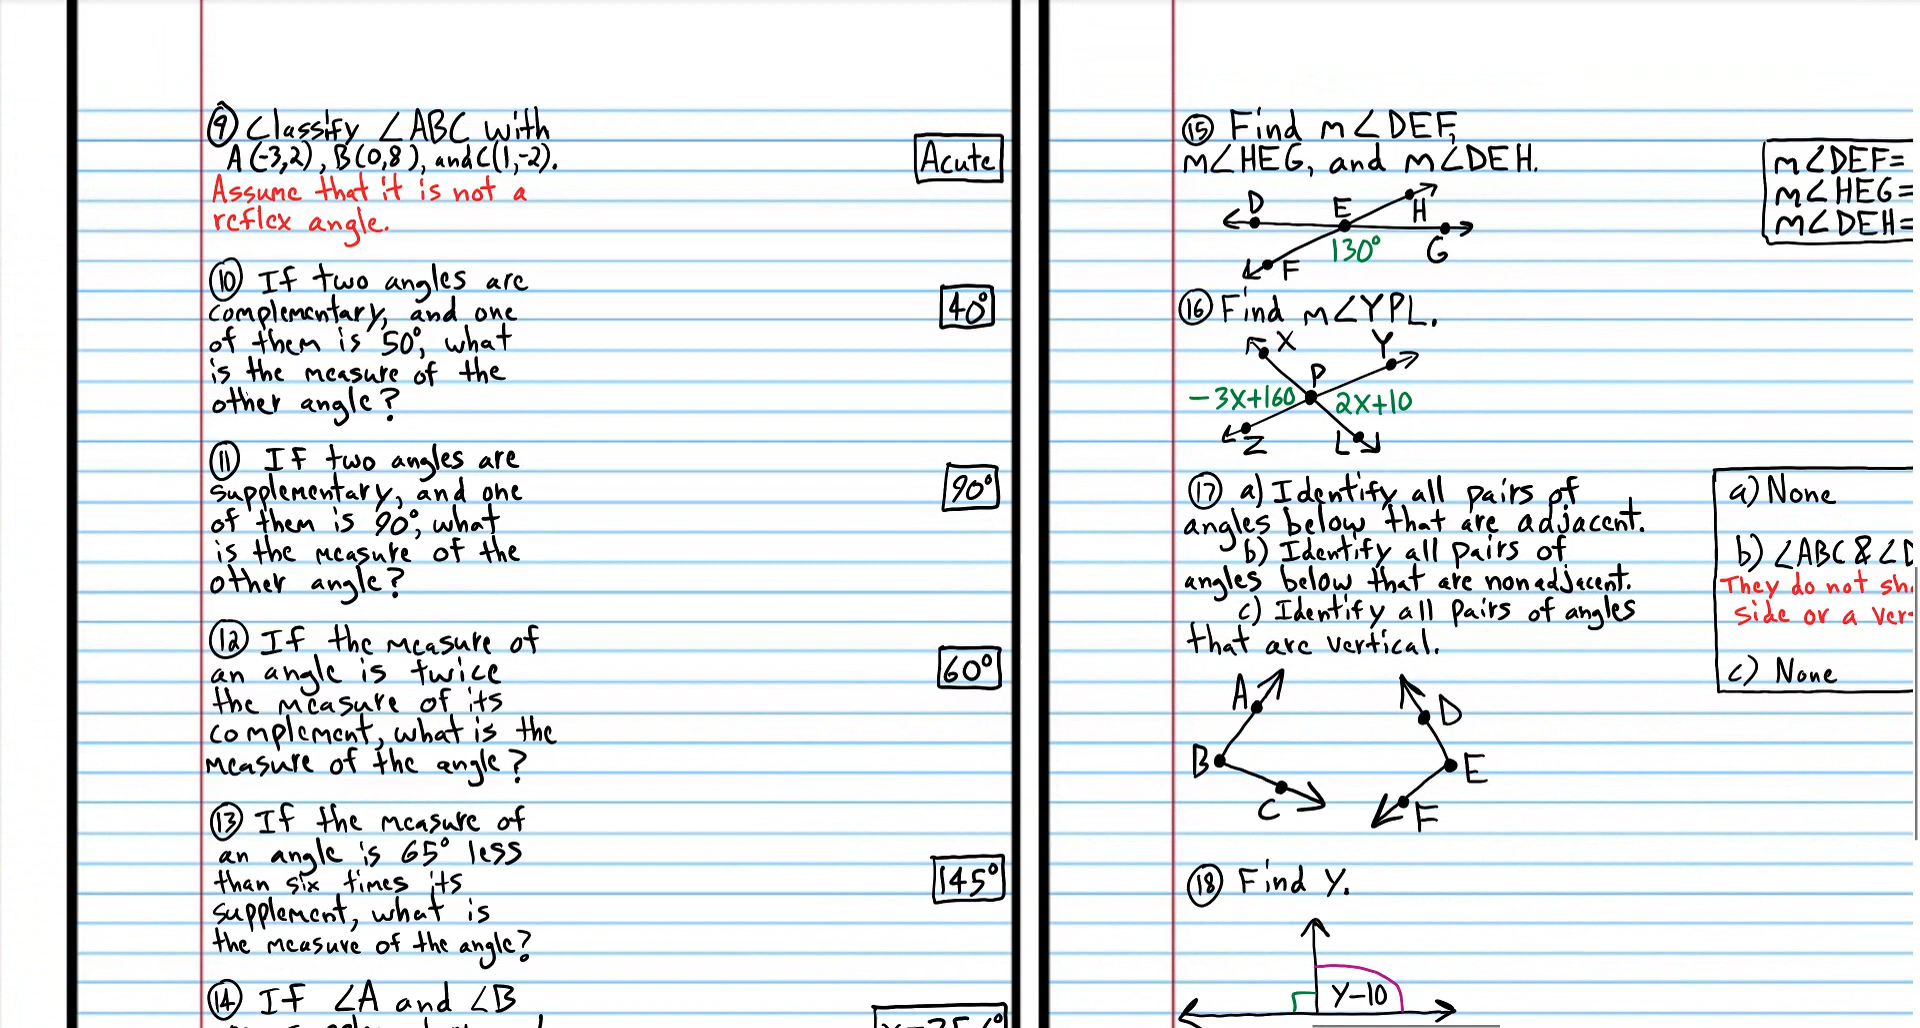 ⑨ Classify ∠ABC with
A(-3,2), B(0,8), and C(1,-2).
Assume that it is not a
reflex angle.
Acute
⑩ If two angles are
complementary, and one
of them is 50°, what
is the measure of the
other angle?
40°
⑪ If two angles are
supplementary, and one
of them is 90°, what
is the measure of the
other angle?
90°
⑫ If the measure of
an angle is twice
the measure of its
complement, what is the
measure of the angle?
60°
⑬ If the measure of
an angle is 65° less
than six times its
supplement, what is
the measure of the angle?
145°
⑭ If ∠A and ∠B
⑮ Find m∠DEF,
m∠HEG, and m∠DEH.
D E H
130° G
F
m∠DEF=
m∠HEG=
m∠DEH=
⑯ Find m∠YPL.
X Y
P
-3x+160 2x+10
Z L
⑰ a) Identify all pairs of
angles below that are adjacent.
b) Identify all pairs of
angles below that are nonadjacent.
c) Identify all pairs of angles
that are vertical.
a) None
b) ∠ABC & ∠D
They do not sh
side or a ver
c) None
A D
B E
C F
⑱ Find y.
y-10